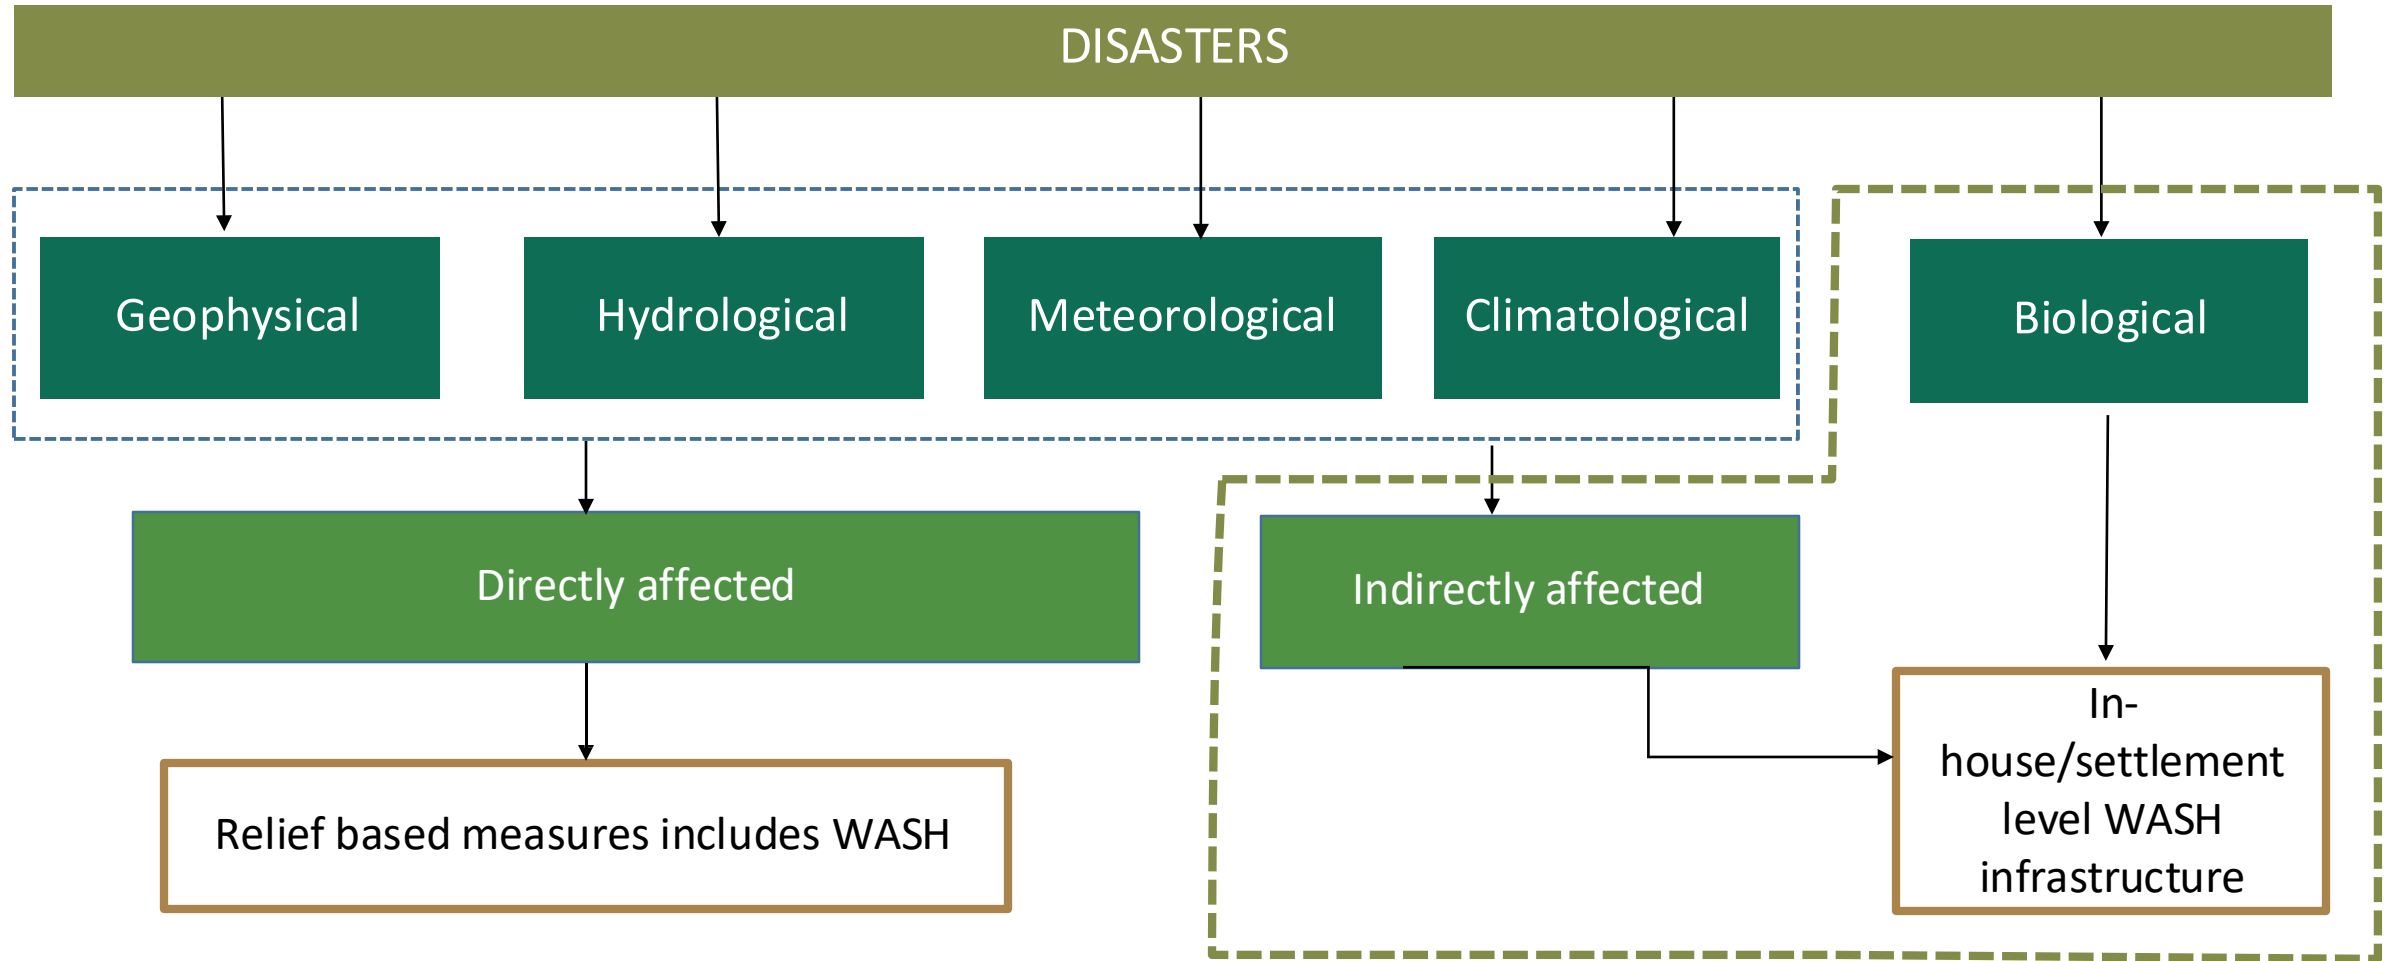 DISASTERS
Geophysical
Hydrological
Meteorological
Climatological
Biological
Directly affected
Indirectly affected
Relief based measures includes WASH
In-
house/settlement
level WASH
infrastructure